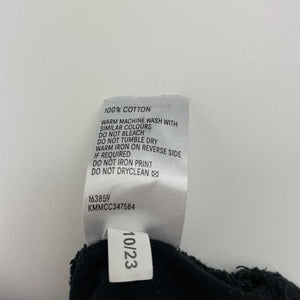 100% COTTON
WARM MACHINE WASH WITH
SIMILAR COLOURS
DO NOT BLEACH
DO NOT TUMBLE DRY
WARM IRON ON REVERSE SIDE
IF REQUIRED
DO NOT IRON PRINT
DO NOT DRYCLEAN
163859
KMMCC347584
10/23